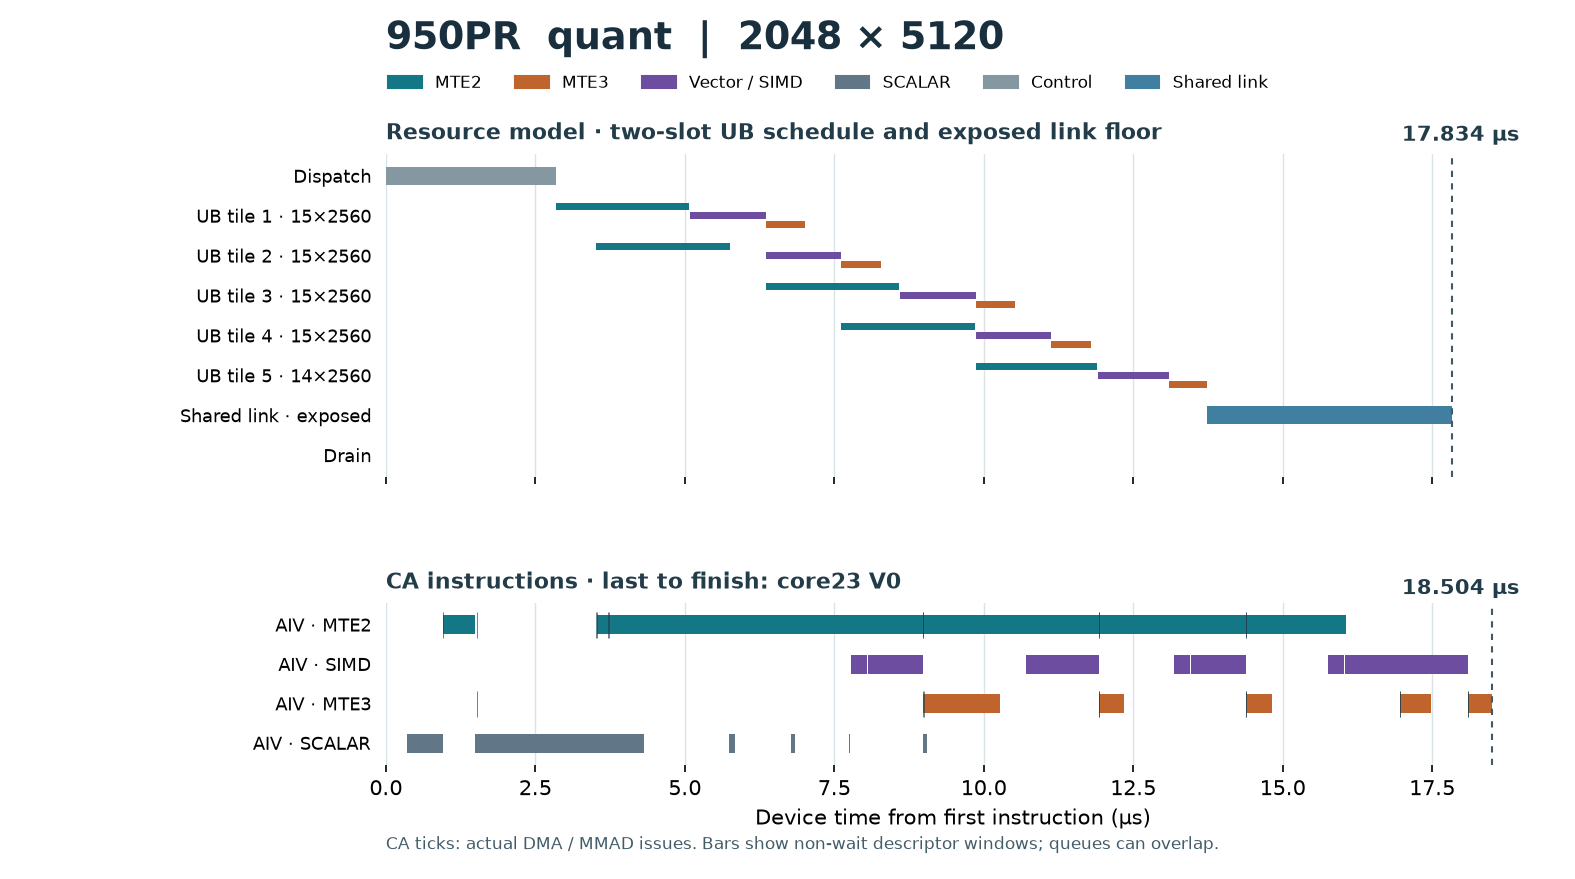 950PR quant | 2048 × 5120
MTE2 MTE3 Vector / SIMD SCALAR Control Shared link
Resource model · two-slot UB schedule and exposed link floor
17.834 µs
Dispatch
UB tile 1 · 15×2560
UB tile 2 · 15×2560
UB tile 3 · 15×2560
UB tile 4 · 15×2560
UB tile 5 · 14×2560
Shared link · exposed
Drain
CA instructions · last to finish: core23 V0
18.504 µs
AIV · MTE2
AIV · SIMD
AIV · MTE3
AIV · SCALAR
0.0 2.5 5.0 7.5 10.0 12.5 15.0 17.5
Device time from first instruction (µs)
CA ticks: actual DMA / MMAD issues. Bars show non-wait descriptor windows; queues can overlap.